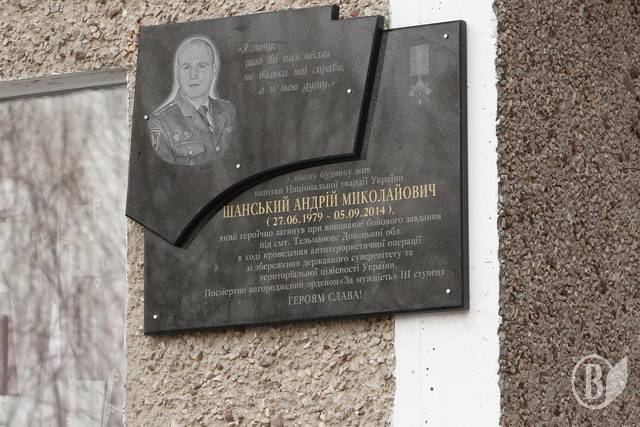 «Я хочу,
щоб ви пам'ятали
не тільки мої справи,
а й мою душу.»
У цьому будинку жив
капітан Національної гвардії України
ШАНСЬКИЙ АНДРІЙ МИКОЛАЙОВИЧ
( 27.06.1979 - 05.09.2014 ),
який героїчно загинув при виконанні бойового завдання
під смт. Тельманове Донецької обл.
в ході проведення антитерористичної операції
зі збереження державного суверенітету та
територіальної цілісності України.
Посмертно нагороджений орденом «За мужність» III ступеня
ГЕРОЯМ СЛАВА!
В